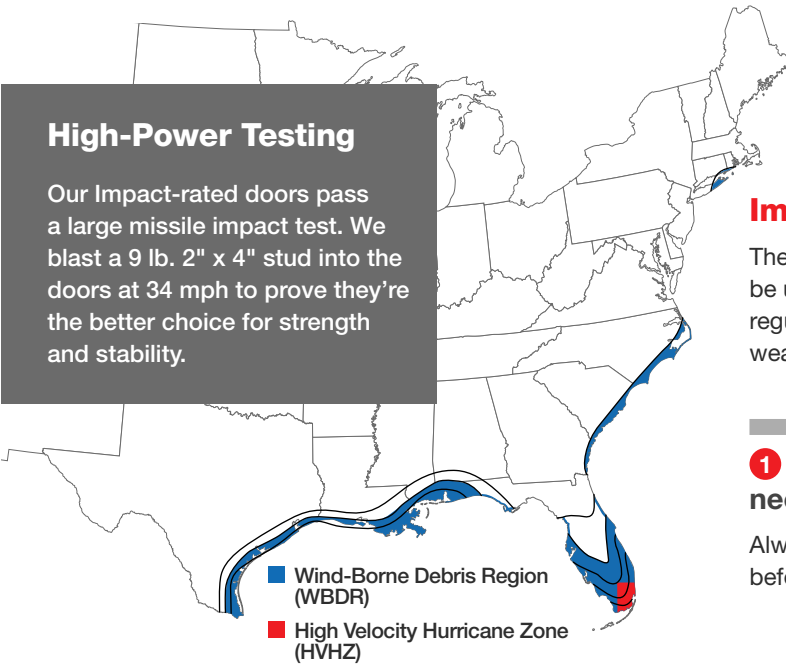 High-Power Testing
Our Impact-rated doors pass
a large missile impact test. We
blast a 9 lb. 2" x 4" stud into the
doors at 34 mph to prove they're
the better choice for strength
and stability.
Wind-Borne Debris Region
(WBDR)
High Velocity Hurricane Zone
(HVHZ)
The
be
1